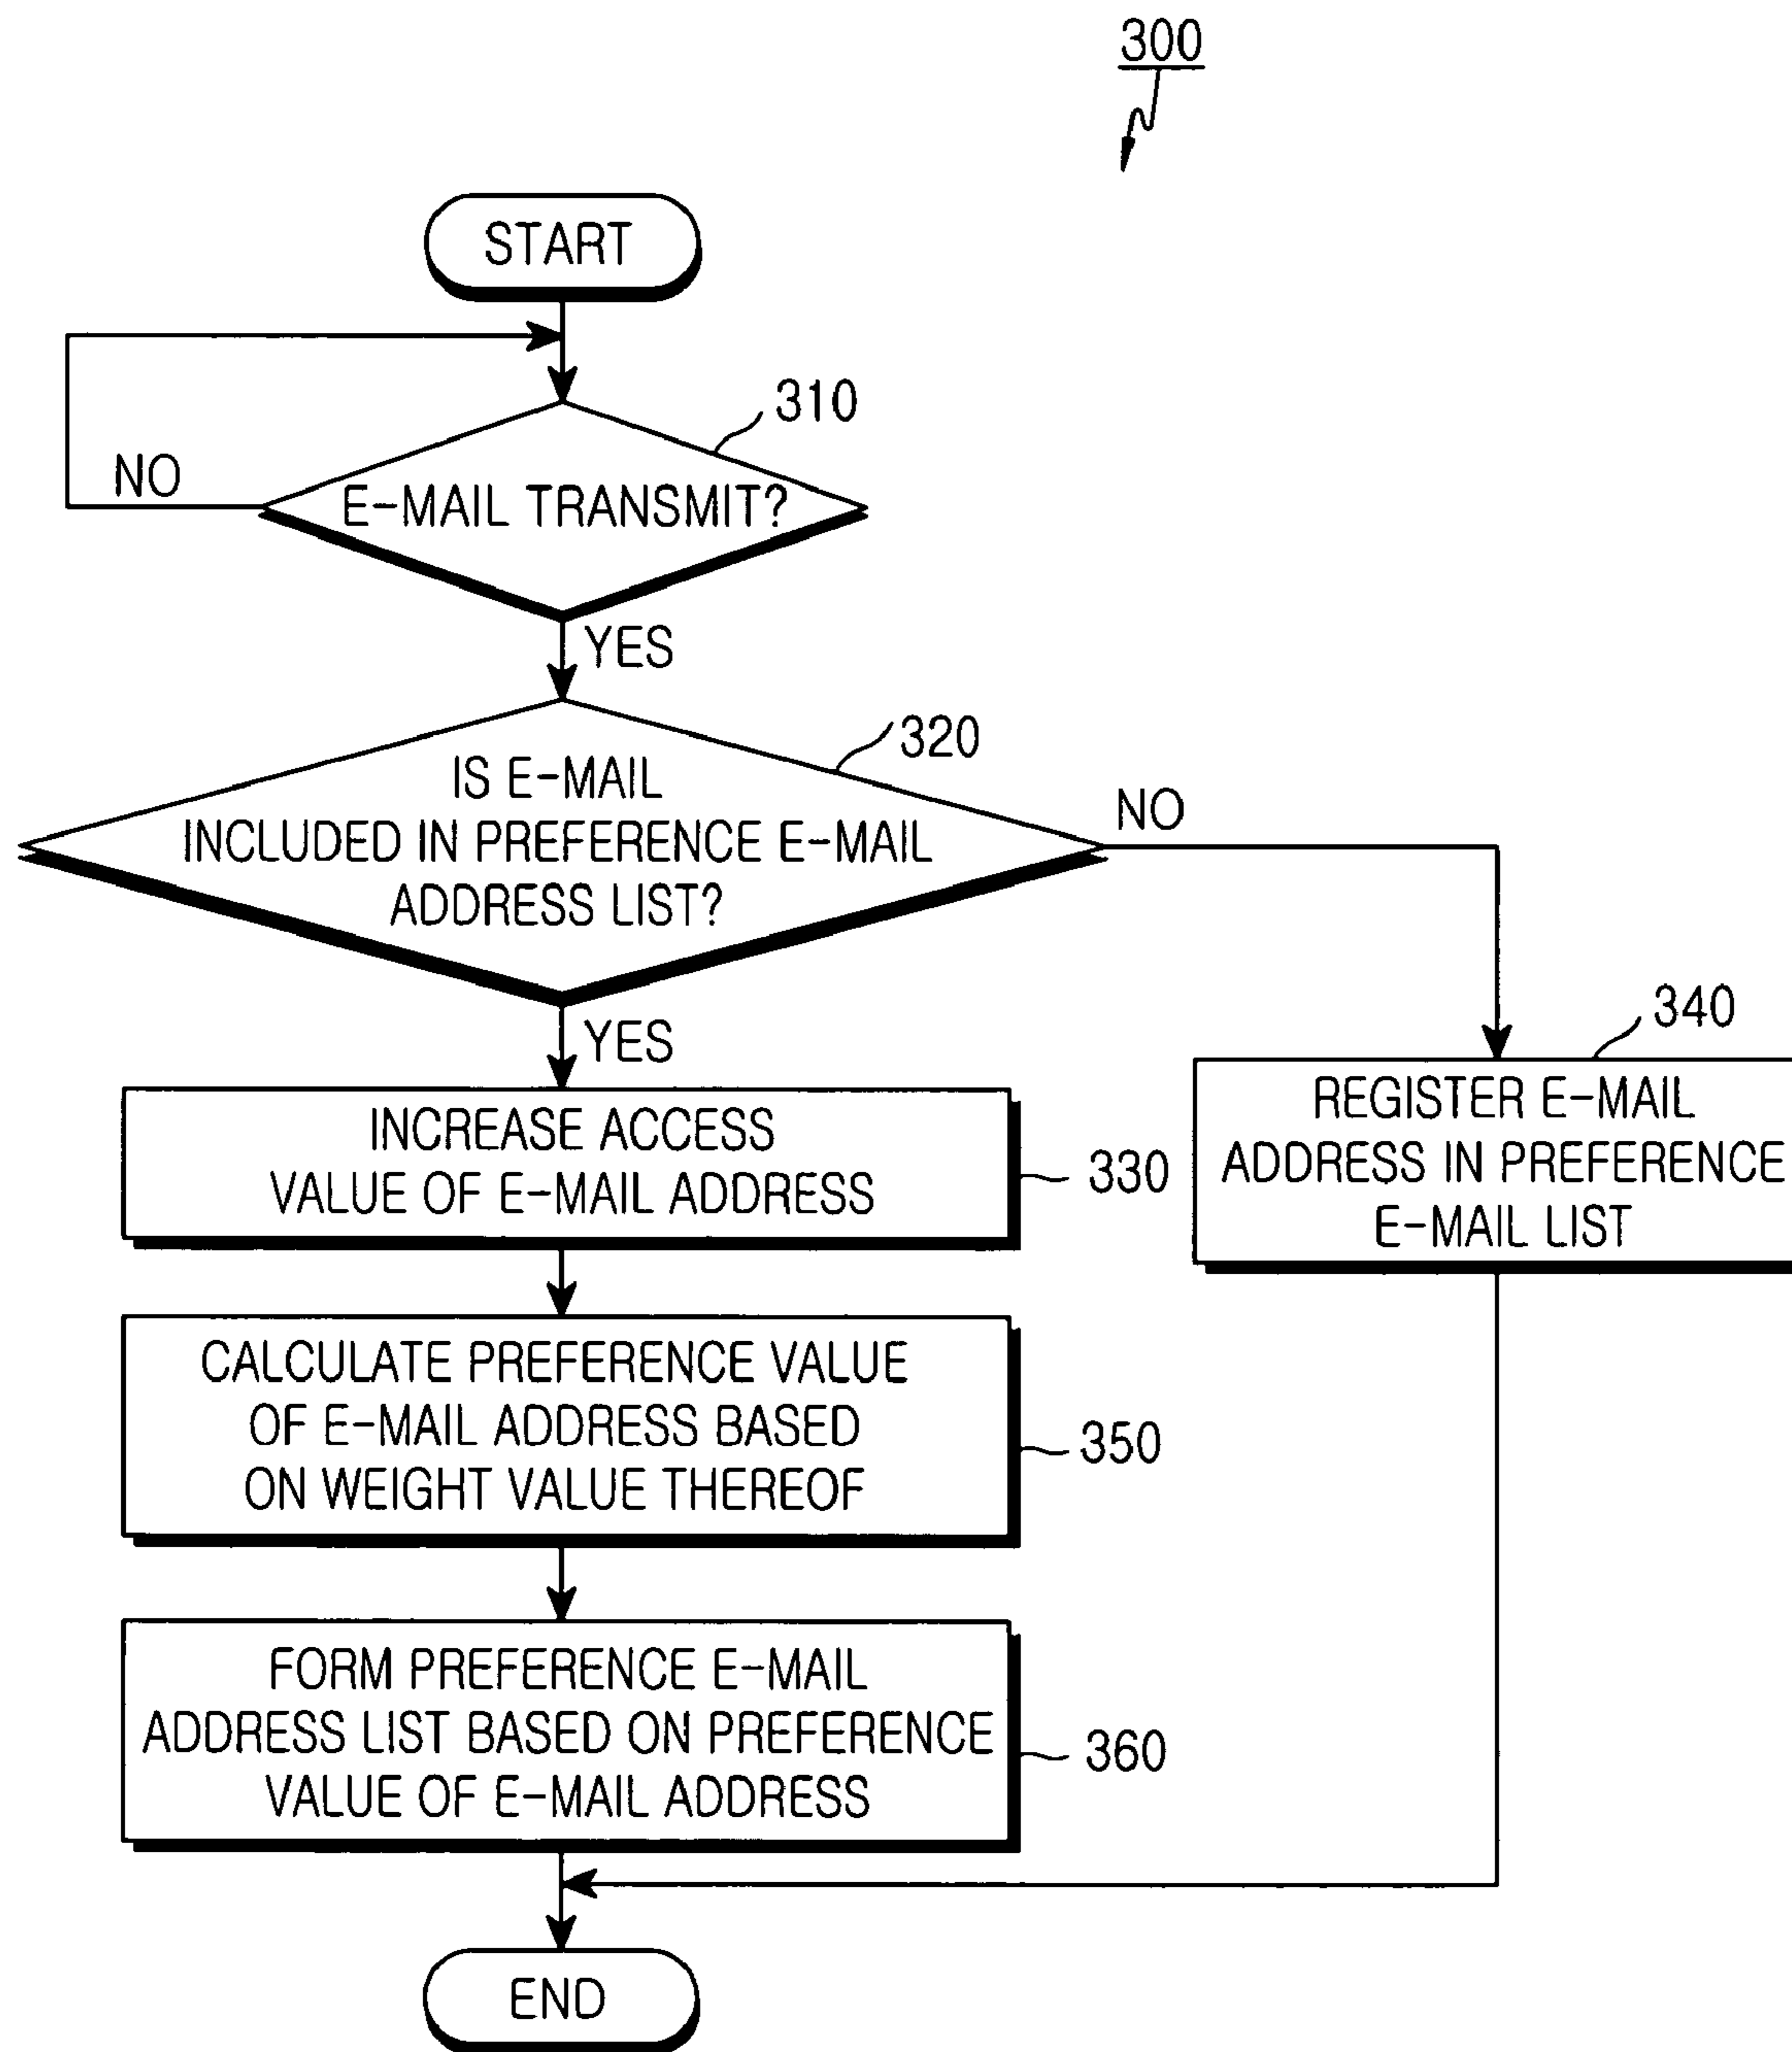 300
START
310
NO
E-MAIL TRANSMIT?
YES
320
IS E-MAIL
INCLUDED IN PREFERENCE E-MAIL
ADDRESS LIST?
NO
YES
340
REGISTER E-MAIL
ADDRESS IN PREFERENCE
E-MAIL LIST
INCREASE ACCESS
VALUE OF E-MAIL ADDRESS
330
CALCULATE PREFERENCE VALUE
OF E-MAIL ADDRESS BASED
ON WEIGHT VALUE THEREOF
350
FORM PREFERENCE E-MAIL
ADDRESS LIST BASED ON PREFERENCE
VALUE OF E-MAIL ADDRESS
360
END